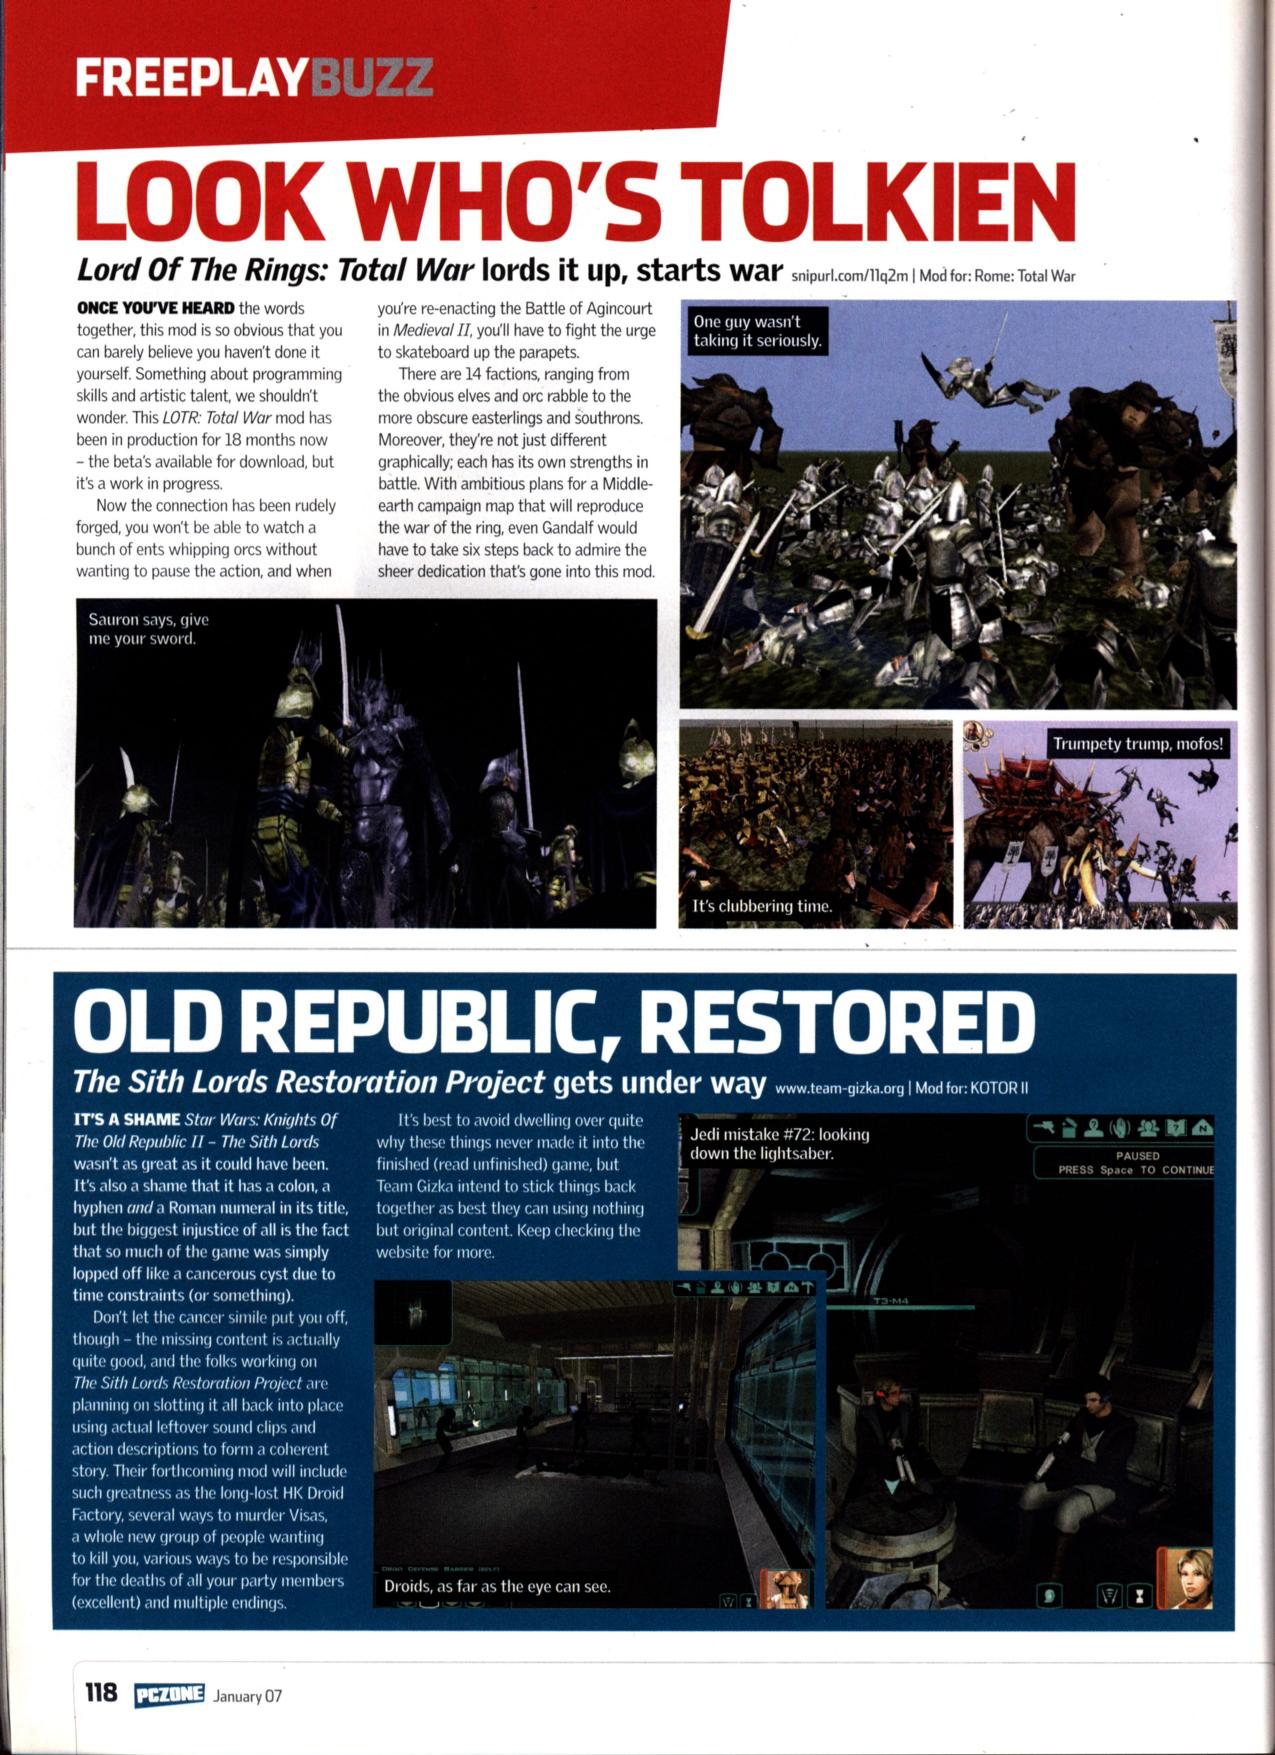 FREEPLAYBUZZ
LOOK WHO'S TOLKIEN
Lord Of The Rings: Total War lords it up, starts war snipurl.com/11q2m | Mod for: Rome: Total War
ONCE YOU'VE HEARD the words
together, this mod is so obvious that you
can barely believe you haven't done it
yourself. Something about programming
skills and artistic talent, we shouldn't
wonder. This LOTR: Total War mod has
been in production for 18 months now
– the beta's available for download, but
it's a work in progress.
Now the connection has been rudely
forged, you won't be able to watch a
bunch of ents whipping orcs without
wanting to pause the action, and when
you're re-enacting the Battle of Agincourt
in Medieval II, you'll have to fight the urge
to skateboard up the parapets.
There are 14 factions, ranging from
the obvious elves and orc rabble to the
more obscure easterlings and southrons.
Moreover, they're not just different
graphically; each has its own strengths in
battle. With ambitious plans for a Middle-
earth campaign map that will reproduce
the war of the ring, even Gandalf would
have to take six steps back to admire the
sheer dedication that's gone into this mod.
One guy wasn't
taking it seriously.
Sauron says, give
me your sword.
It's clubbering time.
Trumpety trump, mofos!
OLD REPUBLIC, RESTORED
The Sith Lords Restoration Project gets under way www.team-gizka.org | Mod for: KOTOR II
IT'S A SHAME Star Wars: Knights Of
The Old Republic II – The Sith Lords
wasn't as great as it could have been.
It's also a shame that it has a colon, a
hyphen and a Roman numeral in its title,
but the biggest injustice of all is the fact
that so much of the game was simply
lopped off like a cancerous cyst due to
time constraints (or something).
Don't let the cancer simile put you off,
though – the missing content is actually
quite good, and the folks working on
The Sith Lords Restoration Project are
planning on slotting it all back into place
using actual leftover sound clips and
action descriptions to form a coherent
story. Their forthcoming mod will include
such greatness as the long-lost HK Droid
Factory, several ways to murder Visas,
a whole new group of people wanting
to kill you, various ways to be responsible
for the deaths of all your party members
(excellent) and multiple endings.
It's best to avoid dwelling over quite
why these things never made it into the
finished (read unfinished) game, but
Team Gizka intend to stick things back
together as best they can using nothing
but original content. Keep checking the
website for more.
Jedi mistake #72: looking
down the lightsaber.
PAUSED
PRESS Space TO CONTINUE
T3-M4
Droids, as far as the eye can see.
118 PCZONE January 07